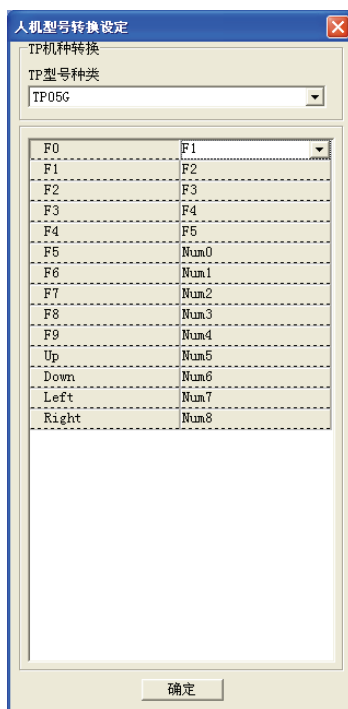 人机型号转换设定
TP机种转换
TP型号种类
TP05G
F0 F1
F1 F2
F2 F3
F3 F4
F4 F5
F5 Num0
F6 Num1
F7 Num2
F8 Num3
F9 Num4
Up Num5
Down Num6
Left Num7
Right Num8
确定